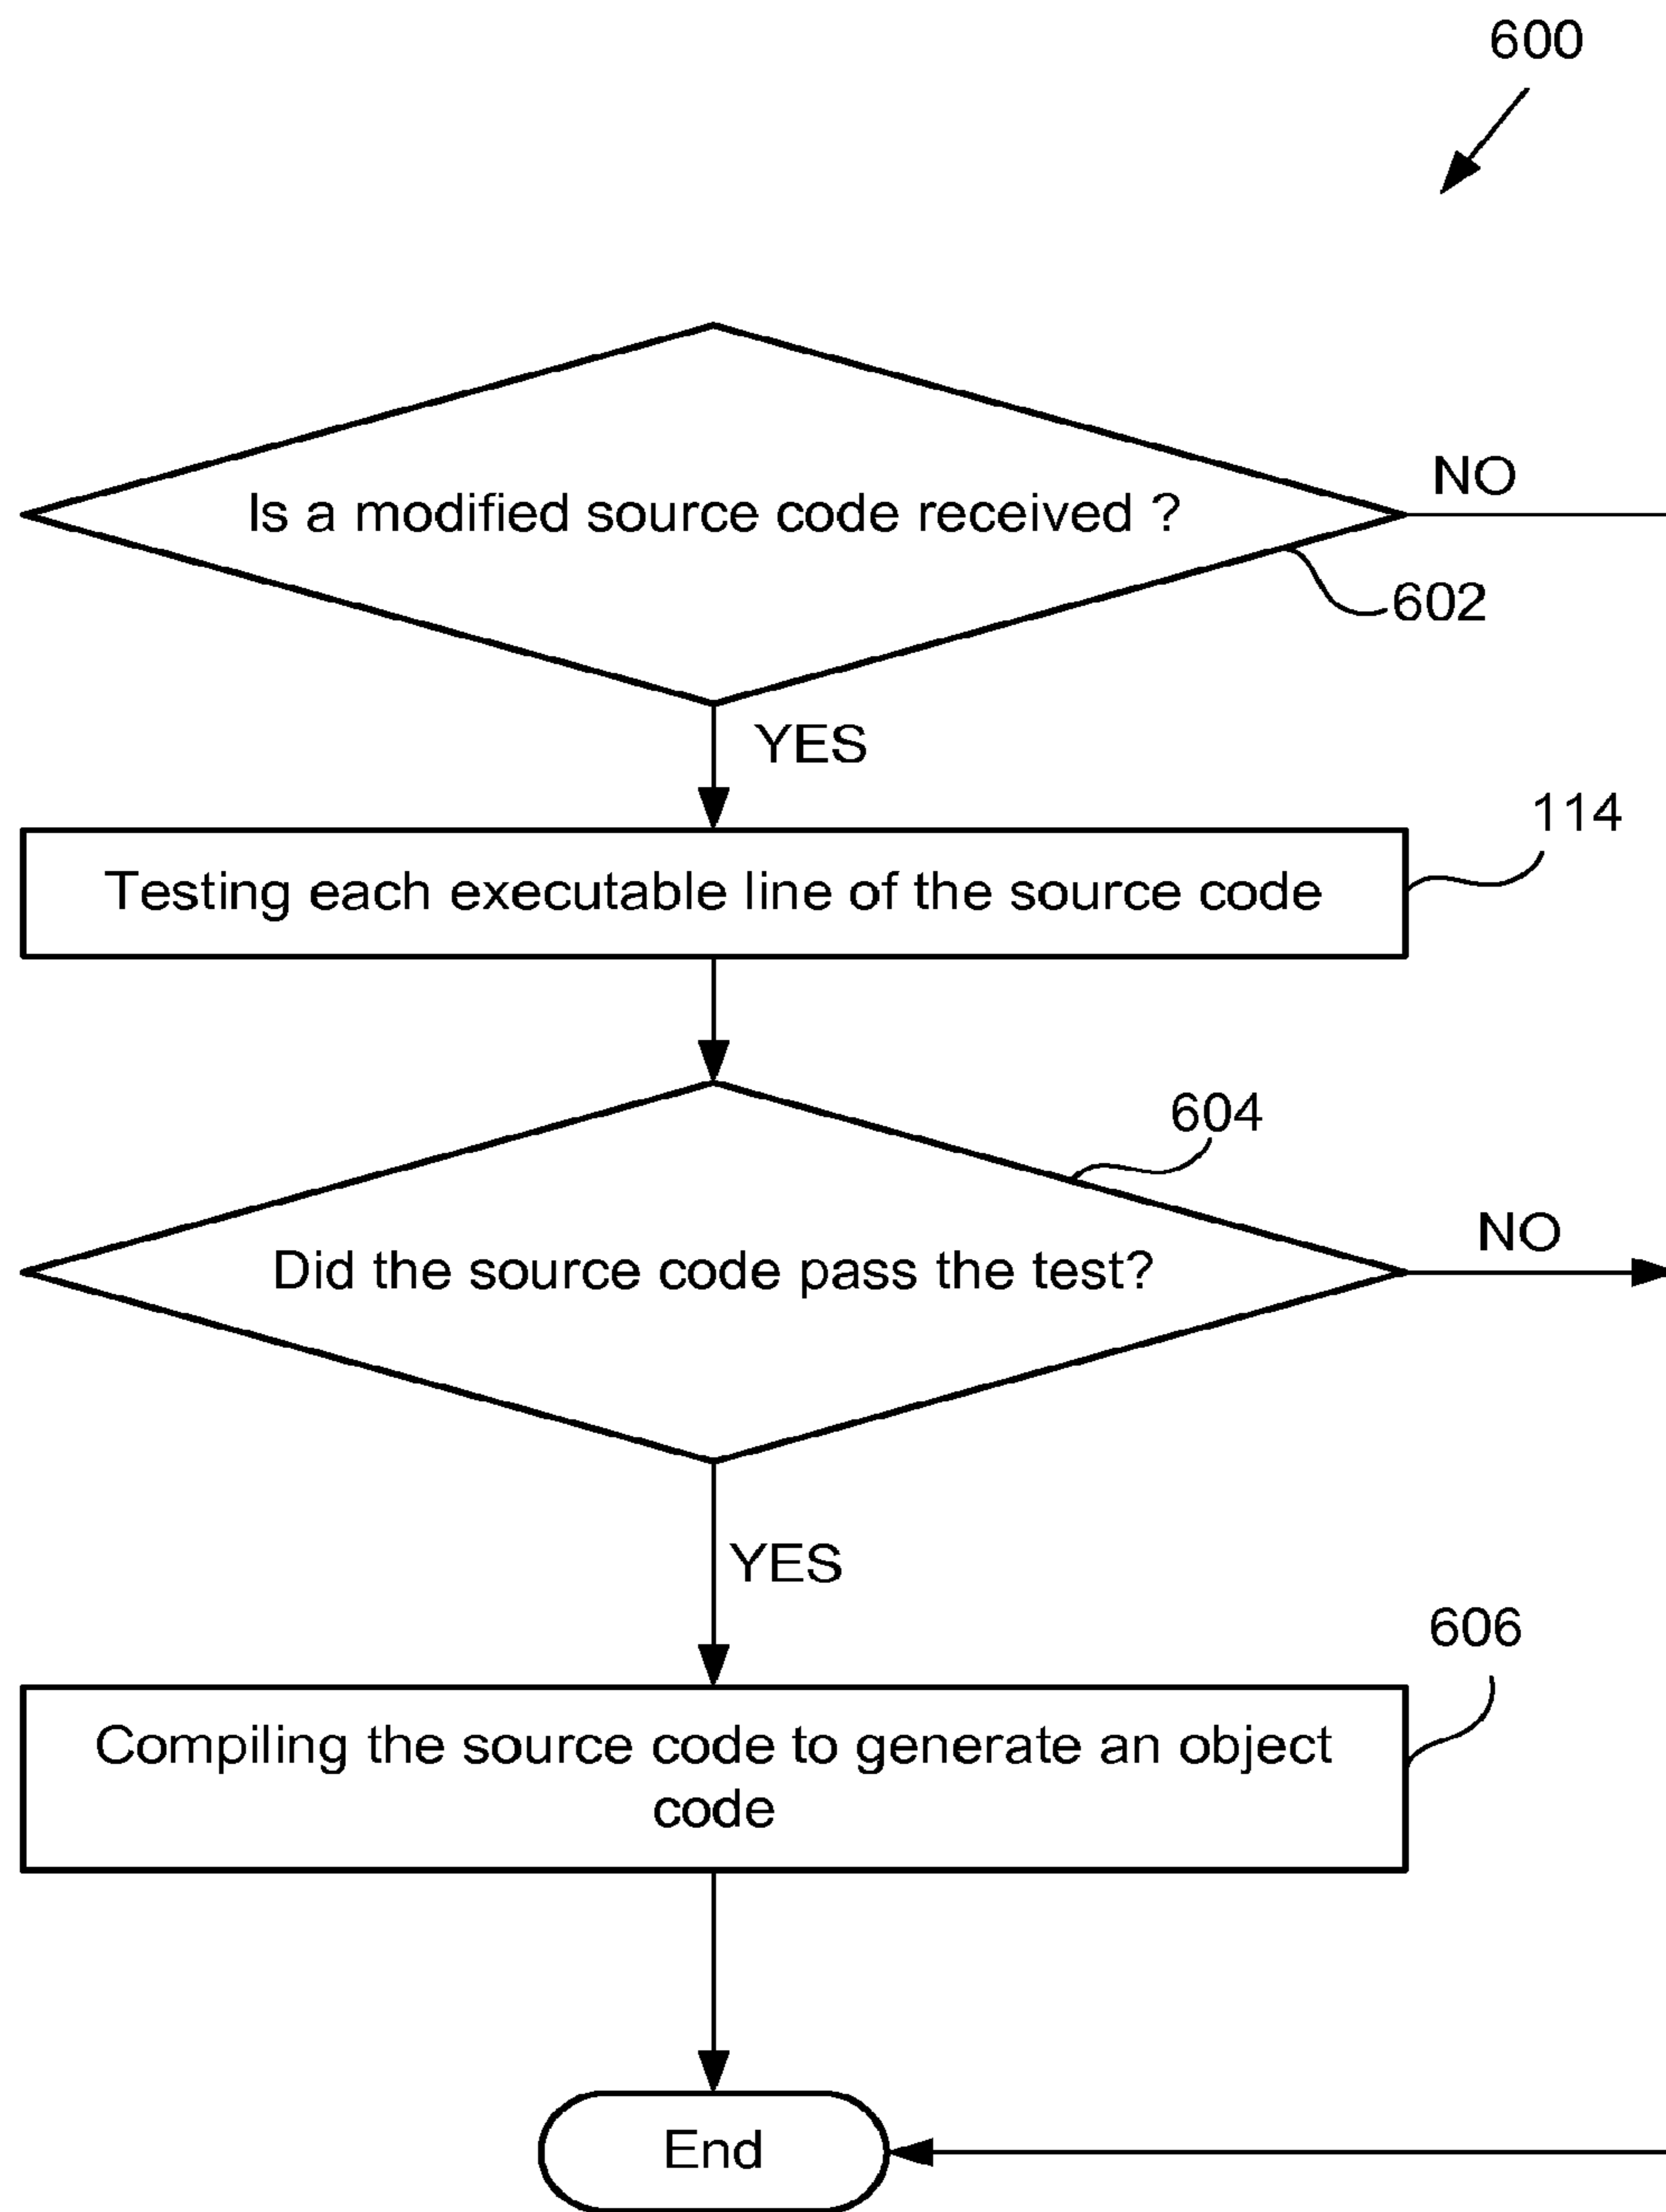 600
Is a modified source code received ?
NO
602
YES
114
Testing each executable line of the source code
604
Did the source code pass the test?
NO
YES
606
Compiling the source code to generate an object
code
End